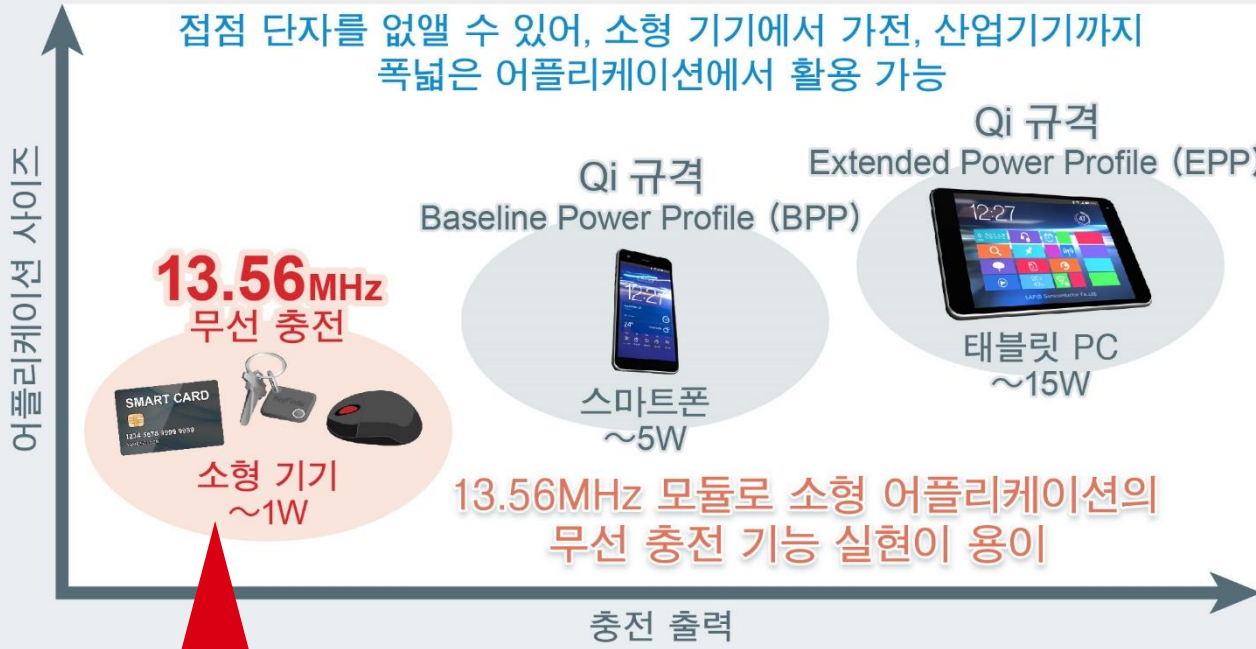 접점 단자를 없앨 수 있어, 소형 기기에서 가전, 산업기기까지
폭넓은 어플리케이션에서 활용 가능
어플리케이션 사이즈
Qi 규격
Extended Power Profile (EPP)
Qi 규격
Baseline Power Profile (BPP)
13.56MHz
무선 충전
12:27
12:27
SMART CARD
소형 기기
~1W
스마트폰
~5W
태블릿 PC
~15W
13.56MHz 모듈로 소형 어플리케이션의
무선 충전 기능 실현이 용이
충전 출력